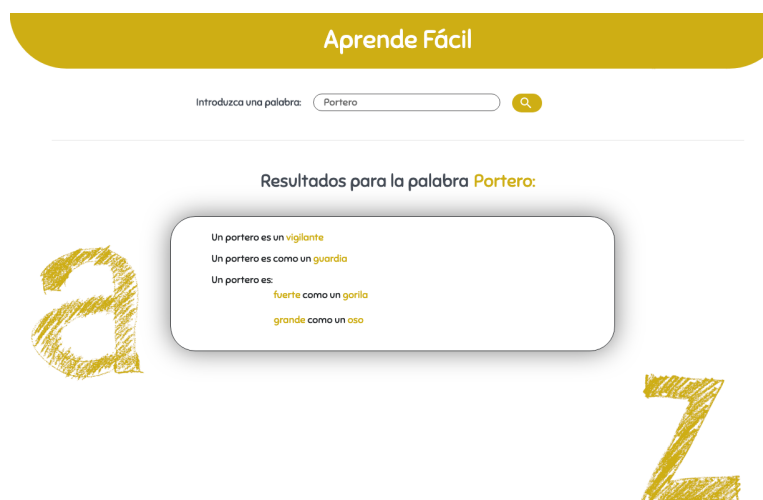 Aprende Fácil
Introduzca una palabra: Portero
Resultados para la palabra Portero:
Un portero es un vigilante
Un portero es como un guardia
Un portero es:
fuerte como un gorila
grande como un oso
a
z